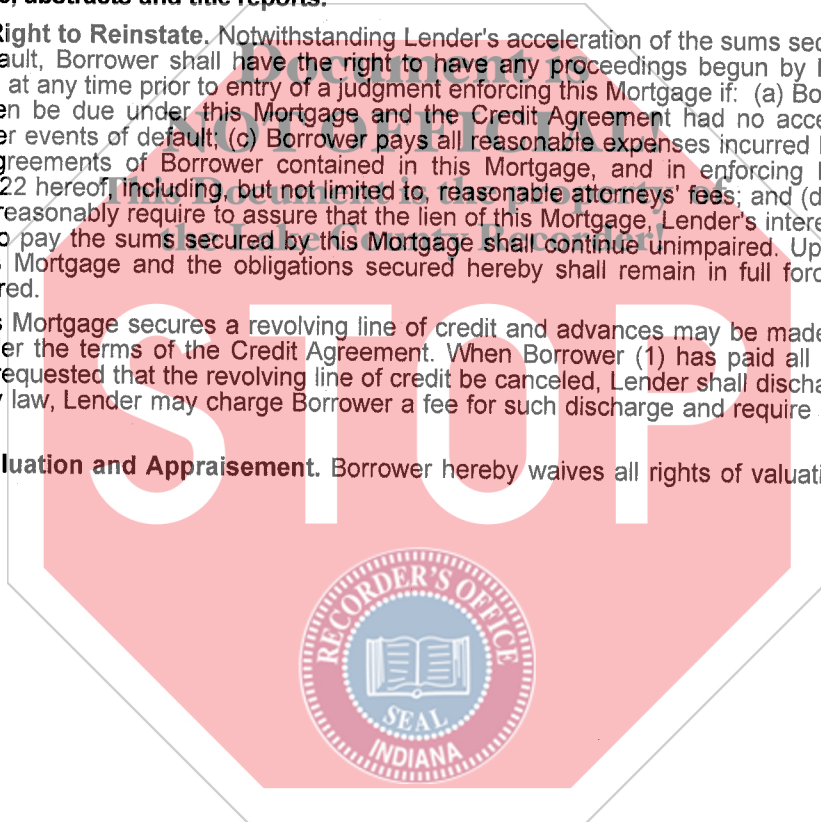 , abstracts and title reports.
Right to Reinstate. Notwithstanding Lender's acceleration of the sums sec
ault, Borrower shall have the right to have any proceedings begun by
at any time prior to entry of a judgment enforcing this Mortgage if: (a) Bo
en be due under this Mortgage and the Credit Agreement had no acce
er events of default; (c) Borrower pays all reasonable expenses incurred
greements of Borrower contained in this Mortgage, and in enforcing
22 hereof, including, but not limited to, reasonable attorneys' fees; and (d
reasonably require to assure that the lien of this Mortgage, Lender's intere
o pay the sums secured by this Mortgage shall continue unimpaired. Up
s Mortgage and the obligations secured hereby shall remain in full forc
red.
s Mortgage secures a revolving line of credit and advances may be made
er the terms of the Credit Agreement. When Borrower (1) has paid all
requested that the revolving line of credit be canceled, Lender shall discha
y law, Lender may charge Borrower a fee for such discharge and require
luation and Appraisement. Borrower hereby waives all rights of valuati
Document is
NOT OFFICIAL!
This Document is the property of
the Lake County Recorder!
STOP
RECORDER'S OFFICE
SEAL
INDIANA